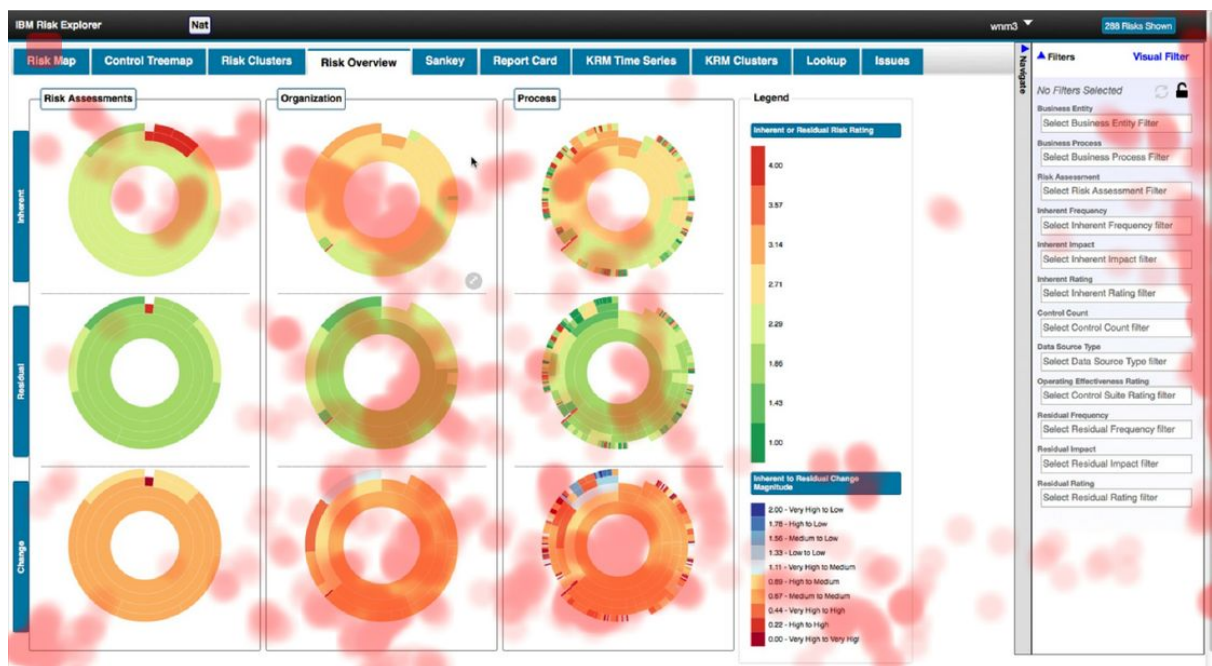 IBM Risk Explorer
Nat
wnm3
288 Risks Shown
Risk Map
Control Treemap
Risk Clusters
Risk Overview
Sankey
Report Card
KRM Time Series
KRM Clusters
Lookup
Issues
Navigate
Filters
Visual Filter
Risk Assessments
Organization
Process
Legend
Inherent
Residual
Change
Inherent or Residual Risk Rating
4.00
3.57
3.14
2.71
2.29
1.86
1.43
1.00
Inherent to Residual Change
Magnitude
2.00 - Very High to Low
1.78 - High to Low
1.56 - Medium to Low
1.33 - Low to Low
1.11 - Very High to Medium
0.89 - High to Medium
0.67 - Medium to Medium
0.44 - Very High to High
0.22 - High to High
0.00 - Very High to Very High
No Filters Selected
Business Entity
Select Business Entity Filter
Business Process
Select Business Process Filter
Risk Assessment
Select Risk Assessment Filter
Inherent Frequency
Select Inherent Frequency filter
Inherent Impact
Select Inherent Impact filter
Inherent Rating
Select Inherent Rating filter
Control Count
Select Control Count filter
Data Source Type
Select Data Source Type filter
Operating Effectiveness Rating
Select Control Suite Rating filter
Residual Frequency
Select Residual Frequency filter
Residual Impact
Select Residual Impact filter
Residual Rating
Select Residual Rating filter